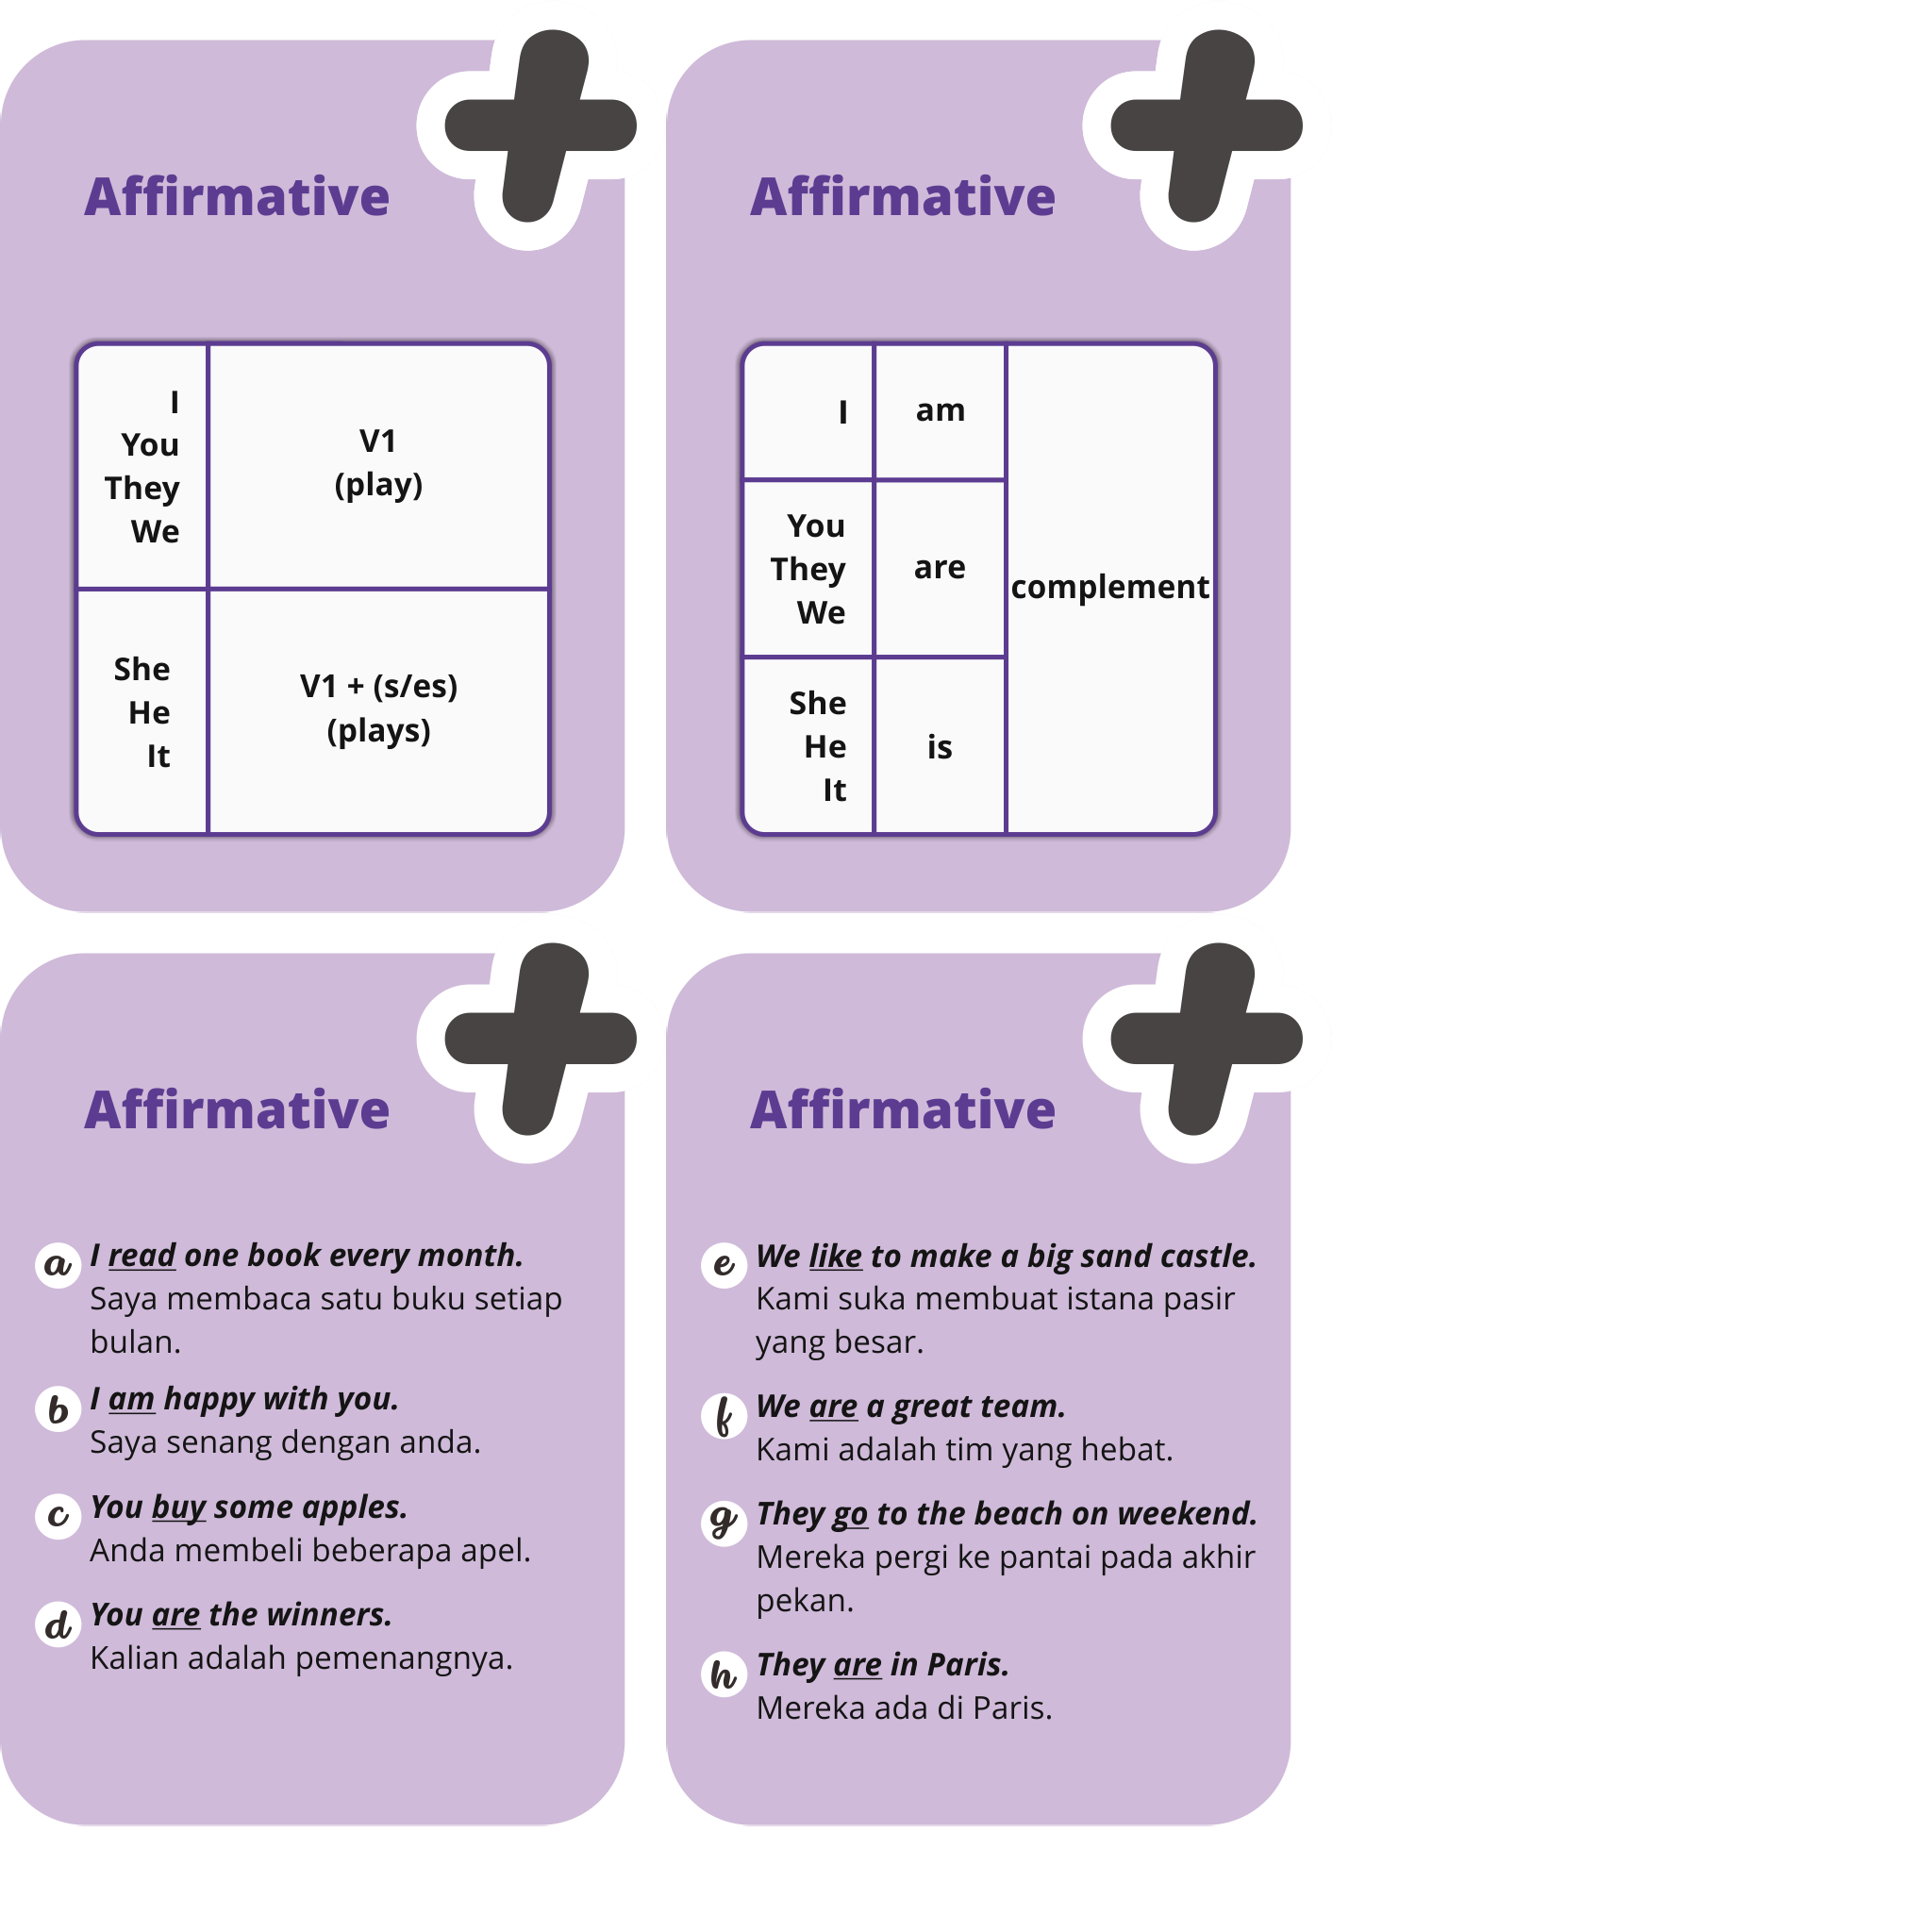 Affirmative
I
You
They
We
V1
(play)
She
He
It
V1 + (s/es)
(plays)
Affirmative
I
am
You
They
We
are
She
He
It
is
complement
Affirmative
a I read one book every month.
Saya membaca satu buku setiap
bulan.
b I am happy with you.
Saya senang dengan anda.
c You buy some apples.
Anda membeli beberapa apel.
d You are the winners.
Kalian adalah pemenangnya.
Affirmative
e We like to make a big sand castle.
Kami suka membuat istana pasir
yang besar.
f We are a great team.
Kami adalah tim yang hebat.
g They go to the beach on weekend.
Mereka pergi ke pantai pada akhir
pekan.
h They are in Paris.
Mereka ada di Paris.